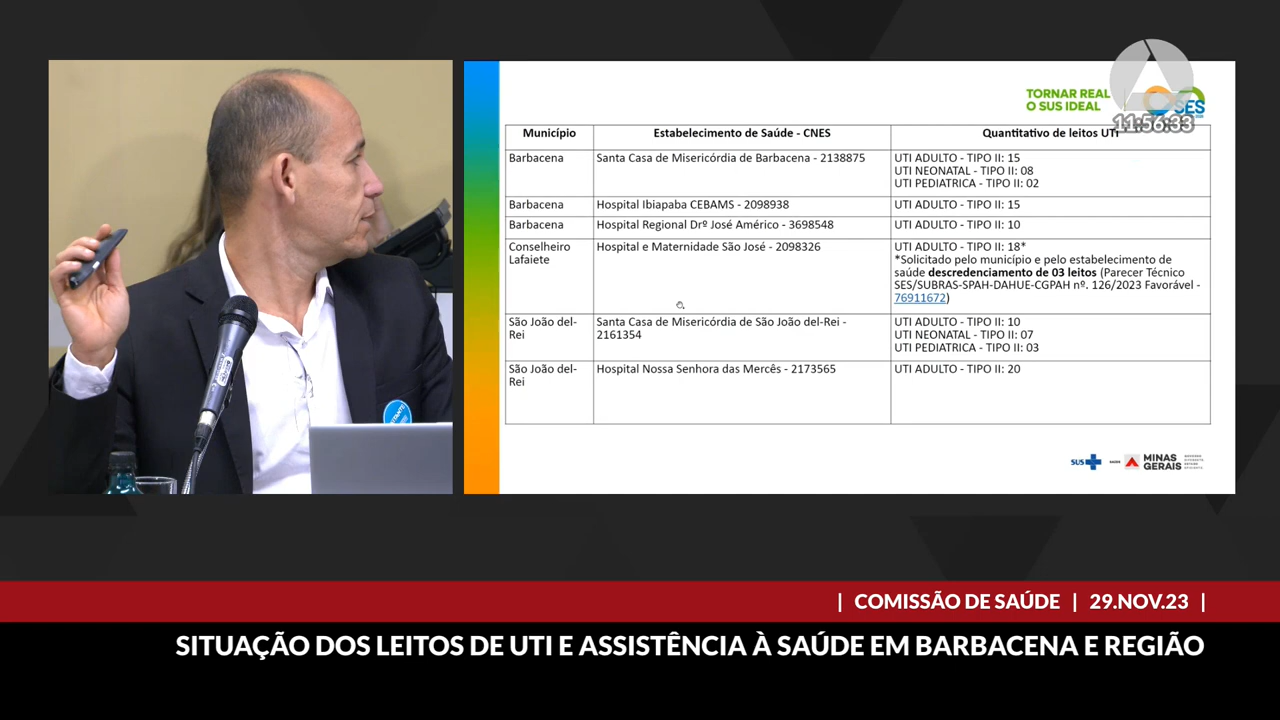 TORNAR REAL
O SUS IDEAL
SES
11:56:33
Município
Estabelecimento de Saúde - CNES
Quantitativo de leitos UTI
Barbacena
Santa Casa de Misericórdia de Barbacena - 2138875
UTI ADULTO - TIPO II: 15
UTI NEONATAL - TIPO II: 08
UTI PEDIATRICA - TIPO II: 02
Barbacena
Hospital Ibiapaba CEBAMS - 2098938
UTI ADULTO - TIPO II: 15
Barbacena
Hospital Regional Drº José Américo - 3698548
UTI ADULTO - TIPO II: 10
Conselheiro
Lafaiete
Hospital e Maternidade São José - 2098326
UTI ADULTO - TIPO II: 18*
*Solicitado pelo município e pelo estabelecimento de
saúde descredenciamento de 03 leitos (Parecer Técnico
SES/SUBRAS-SPAH-DAHUE-CGPAH nº. 126/2023 Favorável -
76911672)
São João del-
Rei
Santa Casa de Misericórdia de São João del-Rei -
2161354
UTI ADULTO - TIPO II: 10
UTI NEONATAL - TIPO II: 07
UTI PEDIATRICA - TIPO II: 03
São João del-
Rei
Hospital Nossa Senhora das Mercês - 2173565
UTI ADULTO - TIPO II: 20
SUS
SAÚDE
MINAS
GERAIS
| COMISSÃO DE SAÚDE | 29.NOV.23 |
SITUAÇÃO DOS LEITOS DE UTI E ASSISTÊNCIA À SAÚDE EM BARBACENA E REGIÃO